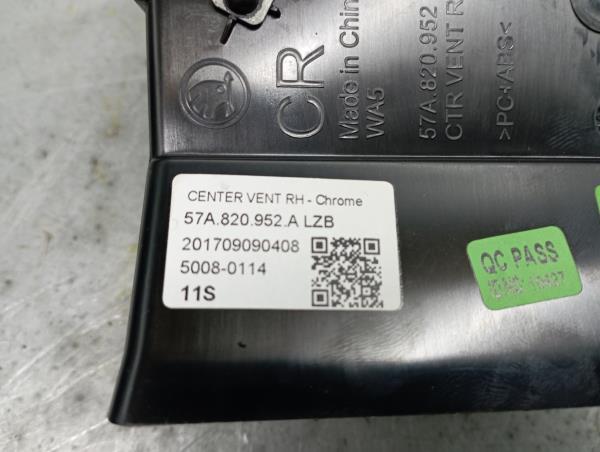 CR
Made in Chin
WA5
57A.820.952
CTR VENT R
>PC+ABS<
CENTER VENT RH - Chrome
57A.820.952.A LZB
201709090408
5008-0114
11S
QC PASS